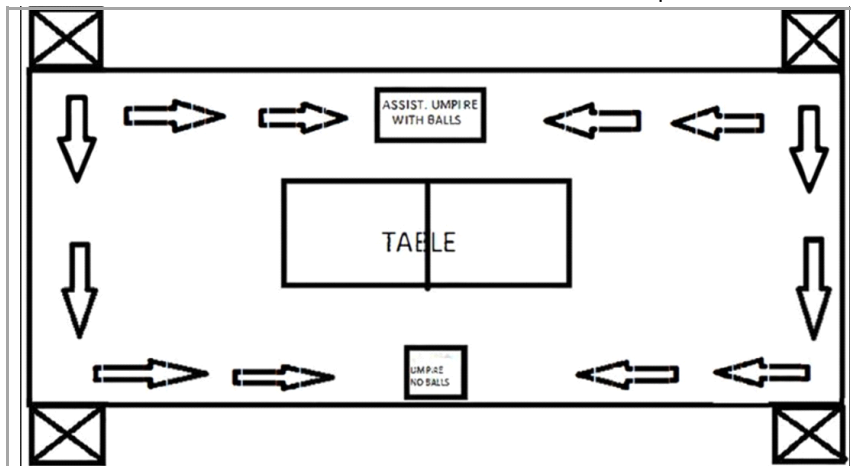 ASSIST. UMPIRE
WITH BALLS
TABLE
UMPIRE
NO BALLS